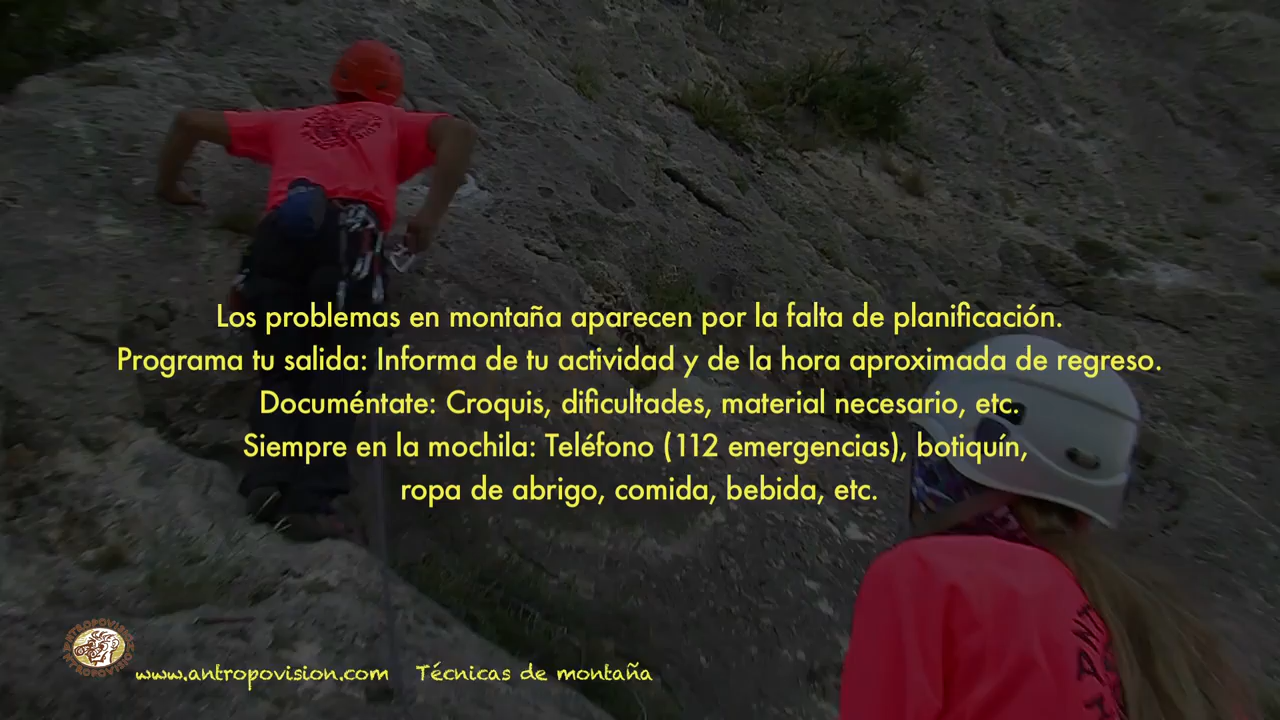 Los problemas en montaña aparecen por la falta de planificación.
Programa tu salida: Informa de tu actividad y de la hora aproximada de regreso.
Documéntate: Croquis, dificultades, material necesario, etc.
Siempre en la mochila: Teléfono (112 emergencias), botiquín,
ropa de abrigo, comida, bebida, etc.
www.antropovision.com Técnicas de montaña